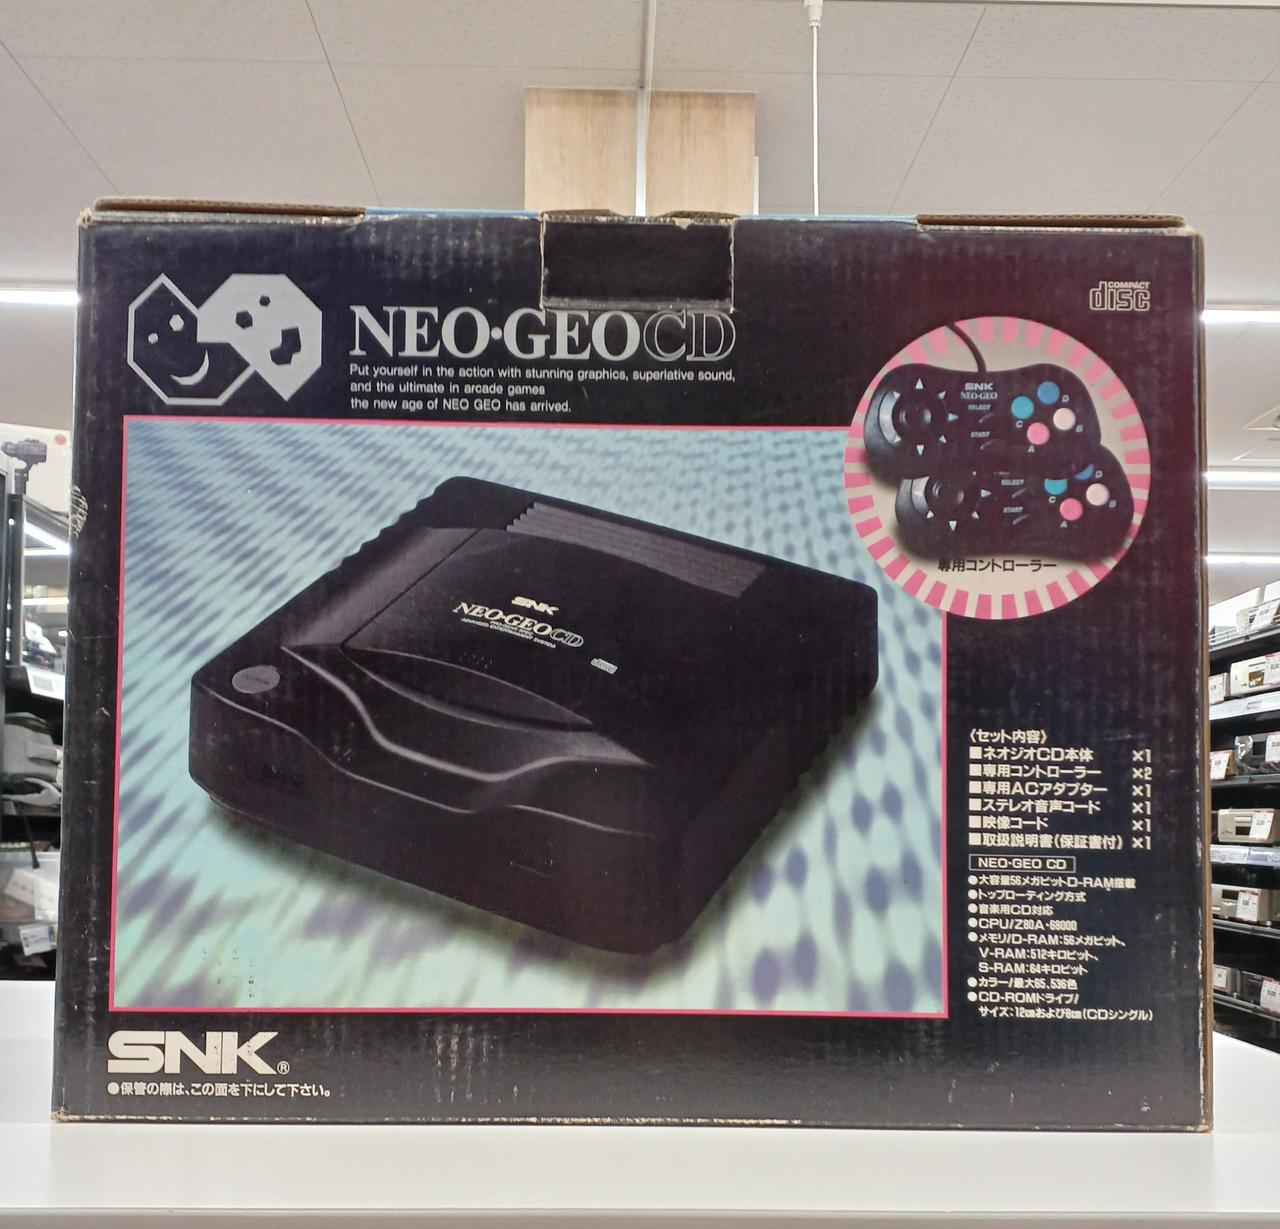 NEO·GEO CD
Put yourself in the action with stunning graphics, superlative sound,
and the ultimate in arcade games
the new age of NEO GEO has arrived.
COMPACT
disc
SNK
NEO·GEO
SELECT
START
D
C
B
A
SELECT
START
D
C
B
A
専用コントローラー
SNK
NEO·GEO CD
ADVANCED ENTERTAINMENT SYSTEM
〈セット内容〉
■ネオジオCD本体 ×1
■専用コントローラー ×2
■専用ACアダプター ×1
■ステレオ音声コード ×1
■映像コード ×1
■取扱説明書(保証書付) ×1
NEO·GEO CD
●大容量56メガビットD-RAM搭載
●トップローディング方式
●音楽用CD対応
●CPU/Z80A・68000
●メモリ/D-RAM:56メガビット、
V-RAM:512キロビット、
S-RAM:64キロビット
●カラー/最大65,536色
●CD-ROMドライブ/
サイズ:12cmおよび8cm(CDシングル)
SNK®
●保管の際は、この面を下にして下さい。